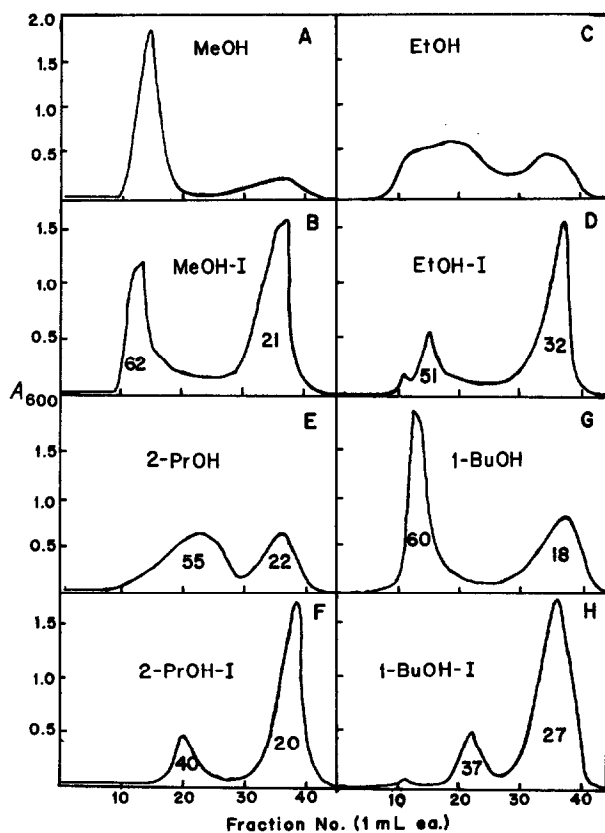 2.0
1.5
1.0
0.5
A
MeOH
C
EtOH
1.5
1.0
0.5
B
MeOH-I
62
21
D
EtOH-I
51
32
A600
E
2-PrOH
1.5
1.0
0.5
55
22
G
1-BuOH
60
18
F
2-PrOH-I
1.5
1.0
0.5
40
20
H
1-BuOH-I
37
27
10 20 30 40 10 20 30 40
Fraction No. (1 mL ea.)